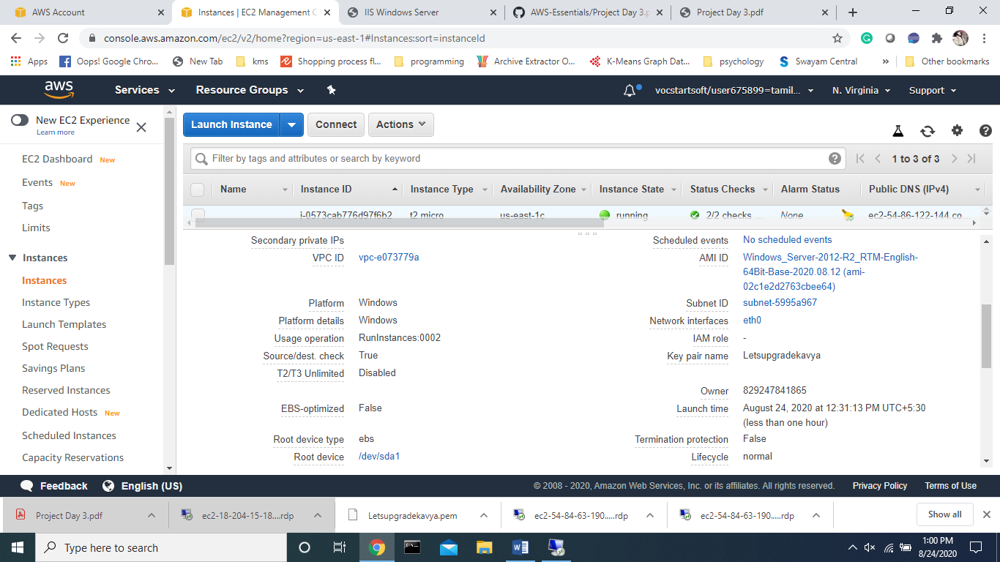 AWS Account
Instances | EC2 Management C
IIS Windows Server
AWS-Essentials/Project Day 3.p
Project Day 3.pdf
console.aws.amazon.com/ec2/v2/home?region=us-east-1#Instances:sort=instanceId
Apps
Oops! Google Chro...
New Tab
kms
Shopping process fl...
programming
Archive Extractor O...
K-Means Graph Dat...
psychology
Swayam Central
»
Other bookmarks
aws
Services
Resource Groups
vocstartsoft/user675899=tamil...
N. Virginia
Support
New EC2 Experience
Learn more
EC2 Dashboard New
Events New
Tags
Limits
Instances
Instances
Instance Types
Launch Templates
Spot Requests
Savings Plans
Reserved Instances
Dedicated Hosts New
Scheduled Instances
Capacity Reservations
Launch Instance
Connect
Actions
Filter by tags and attributes or search by keyword
1 to 3 of 3
Name Instance ID Instance Type Availability Zone Instance State Status Checks Alarm Status Public DNS (IPv4)
i-0573cab776d97f6b2 t2.micro us-east-1c running 2/2 checks ... None ec2-54-86-122-144.co...
Secondary private IPs
VPC ID vpc-e073779a
Platform Windows
Platform details Windows
Usage operation RunInstances:0002
Source/dest. check True
T2/T3 Unlimited Disabled
EBS-optimized False
Root device type ebs
Root device /dev/sda1
Scheduled events No scheduled events
AMI ID Windows_Server-2012-R2_RTM-English-
64Bit-Base-2020.08.12 (ami-
02c1e2d2763cbee64)
Subnet ID subnet-5995a967
Network interfaces eth0
IAM role -
Key pair name Letsupgradekavya
Owner 829247841865
Launch time August 24, 2020 at 12:31:13 PM UTC+5:30
(less than one hour)
Termination protection False
Lifecycle normal
Feedback
English (US)
© 2008 - 2020, Amazon Web Services, Inc. or its affiliates. All rights reserved.
Privacy Policy
Terms of Use
Project Day 3.pdf
ec2-18-204-15-18....rdp
Letsupgradekavya.pem
ec2-54-84-63-190.....rdp
ec2-54-84-63-190.....rdp
Show all
Type here to search
1:00 PM
8/24/2020